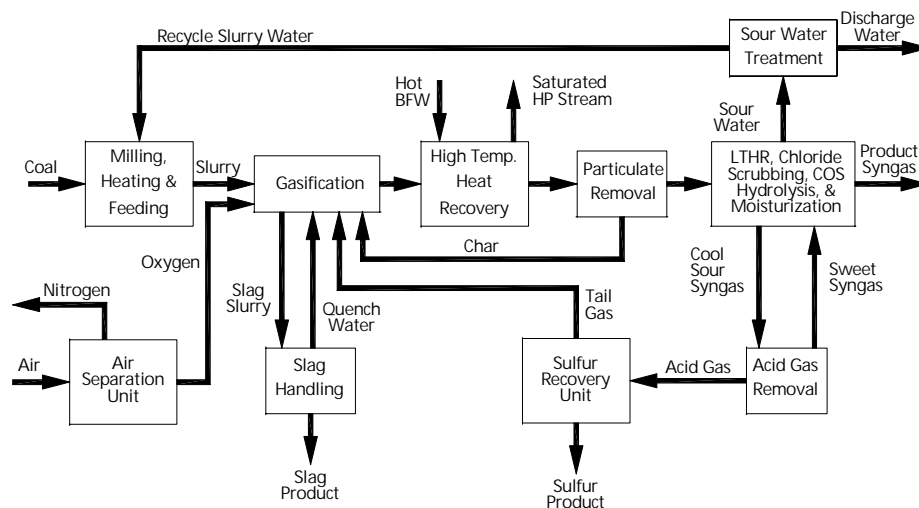 Recycle Slurry Water
Sour Water
Treatment
Discharge
Water
Hot
BFW
Saturated
HP Stream
Sour
Water
Coal
Milling,
Heating &
Feeding
Slurry
Gasification
High Temp.
Heat
Recovery
Particulate
Removal
LTHR, Chloride
Scrubbing, COS
Hydrolysis, &
Moisturization
Product
Syngas
Char
Oxygen
Nitrogen
Slag
Slurry
Quench
Water
Tail
Gas
Cool
Sour
Syngas
Sweet
Syngas
Air
Air
Separation
Unit
Slag
Handling
Sulfur
Recovery
Unit
Acid Gas
Acid Gas
Removal
Slag
Product
Sulfur
Product